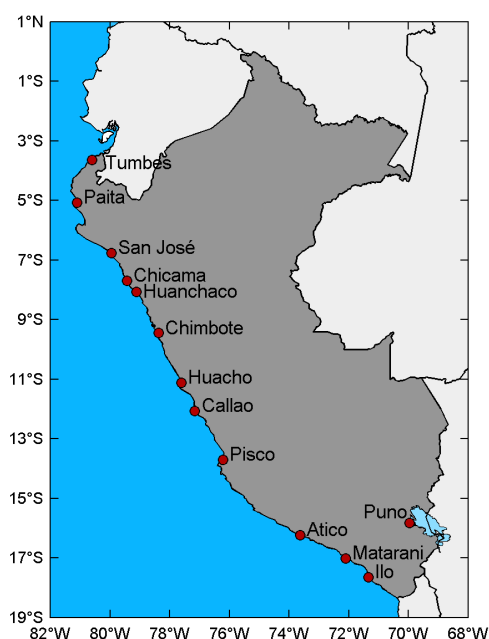 1°N
1°S
3°S
Tumbes
5°S
Paita
San José
7°S
Chicama
Huanchaco
9°S
Chimbote
11°S
Huacho
Callao
13°S
Pisco
15°S
Puno
Atico
17°S
Matarani
Ilo
19°S
82°W 80°W 78°W 76°W 74°W 72°W 70°W 68°W